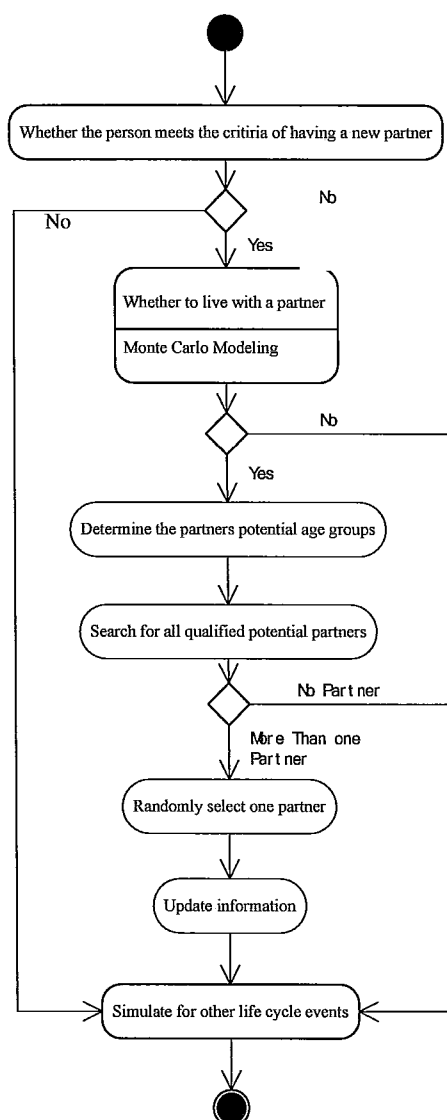 Whether the person meets the critiria of having a new partner
No
No
Yes
Whether to live with a partner
Monte Carlo Modeling
No
Yes
Determine the partners potential age groups
Search for all qualified potential partners
No Partner
More Than one
Partner
Randomly select one partner
Update information
Simulate for other life cycle events